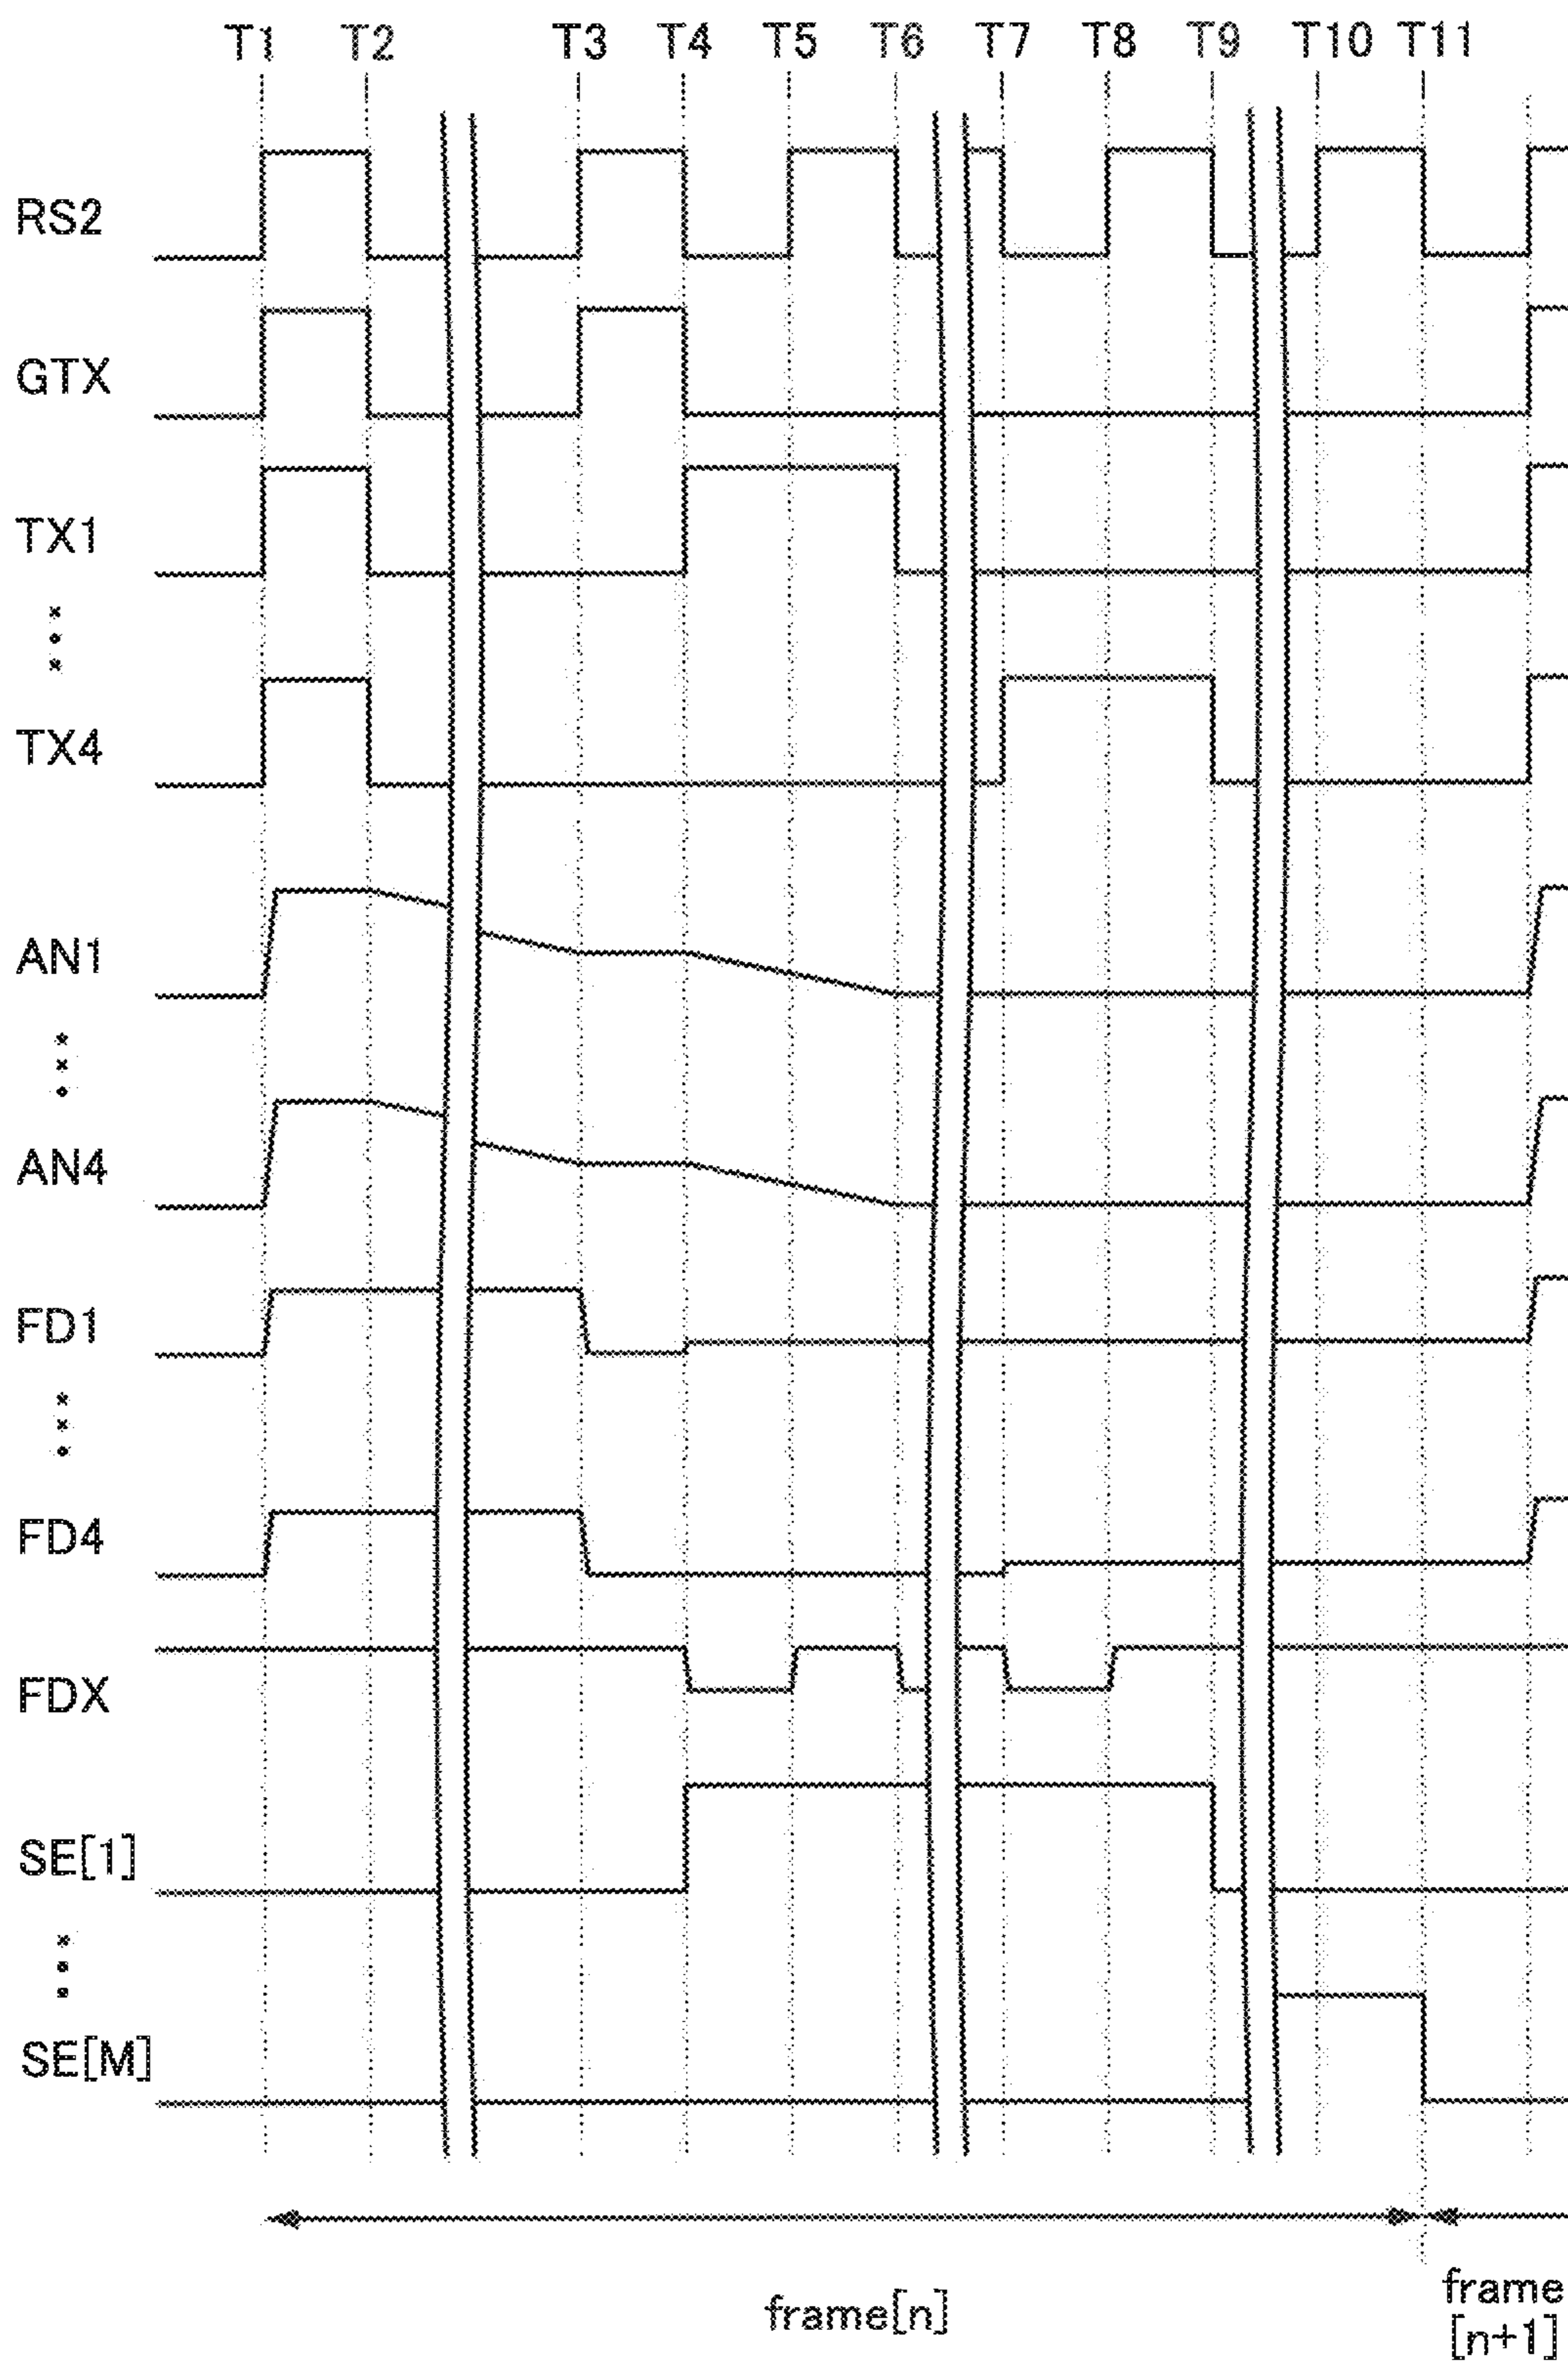 T1 T2 T3 T4 T5 T6 T7 T8 T9 T10 T11
RS2
GTX
TX1
TX4
AN1
AN4
FD1
FD4
FDX
SE[1]
SE[M]
frame[n]
frame
[n+1]